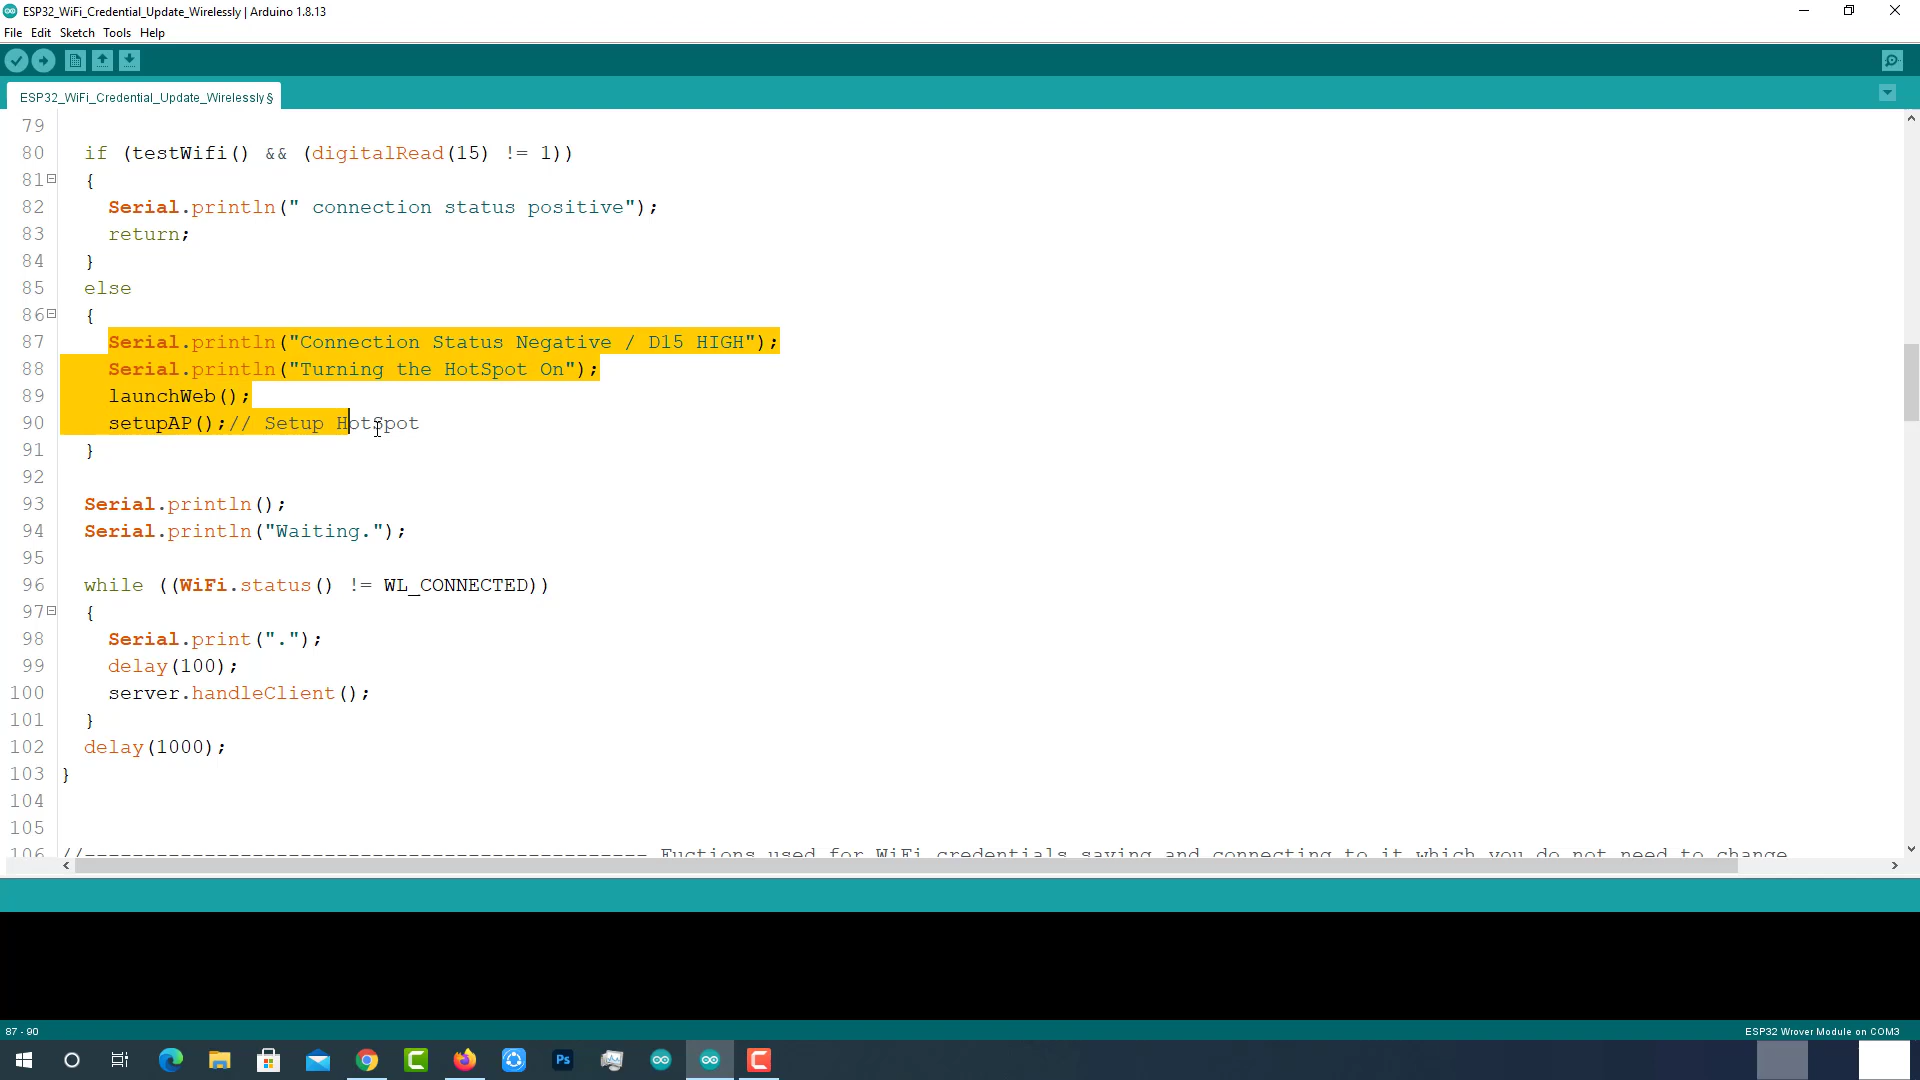 ESP32_WiFi_Credential_Update_Wirelessly | Arduino 1.8.13
File Edit Sketch Tools Help
ESP32_WiFi_Credential_Update_Wirelessly §
79
80 if (testWifi() && (digitalRead(15) != 1))
81 {
82 Serial.println(" connection status positive");
83 return;
84 }
85 else
86 {
87 Serial.println("Connection Status Negative / D15 HIGH");
88 Serial.println("Turning the HotSpot On");
89 launchWeb();
90 setupAP();// Setup HotSpot
91 }
92
93 Serial.println();
94 Serial.println("Waiting.");
95
96 while ((WiFi.status() != WL_CONNECTED))
97 {
98 Serial.print(".");
99 delay(100);
100 server.handleClient();
101 }
102 delay(1000);
103 }
104
105
106 //----------------------------------------------- Fuctions used for WiFi credentials saving and connecting to it which you do not need to change
87 - 90
ESP32 Wrover Module on COM3
Ps